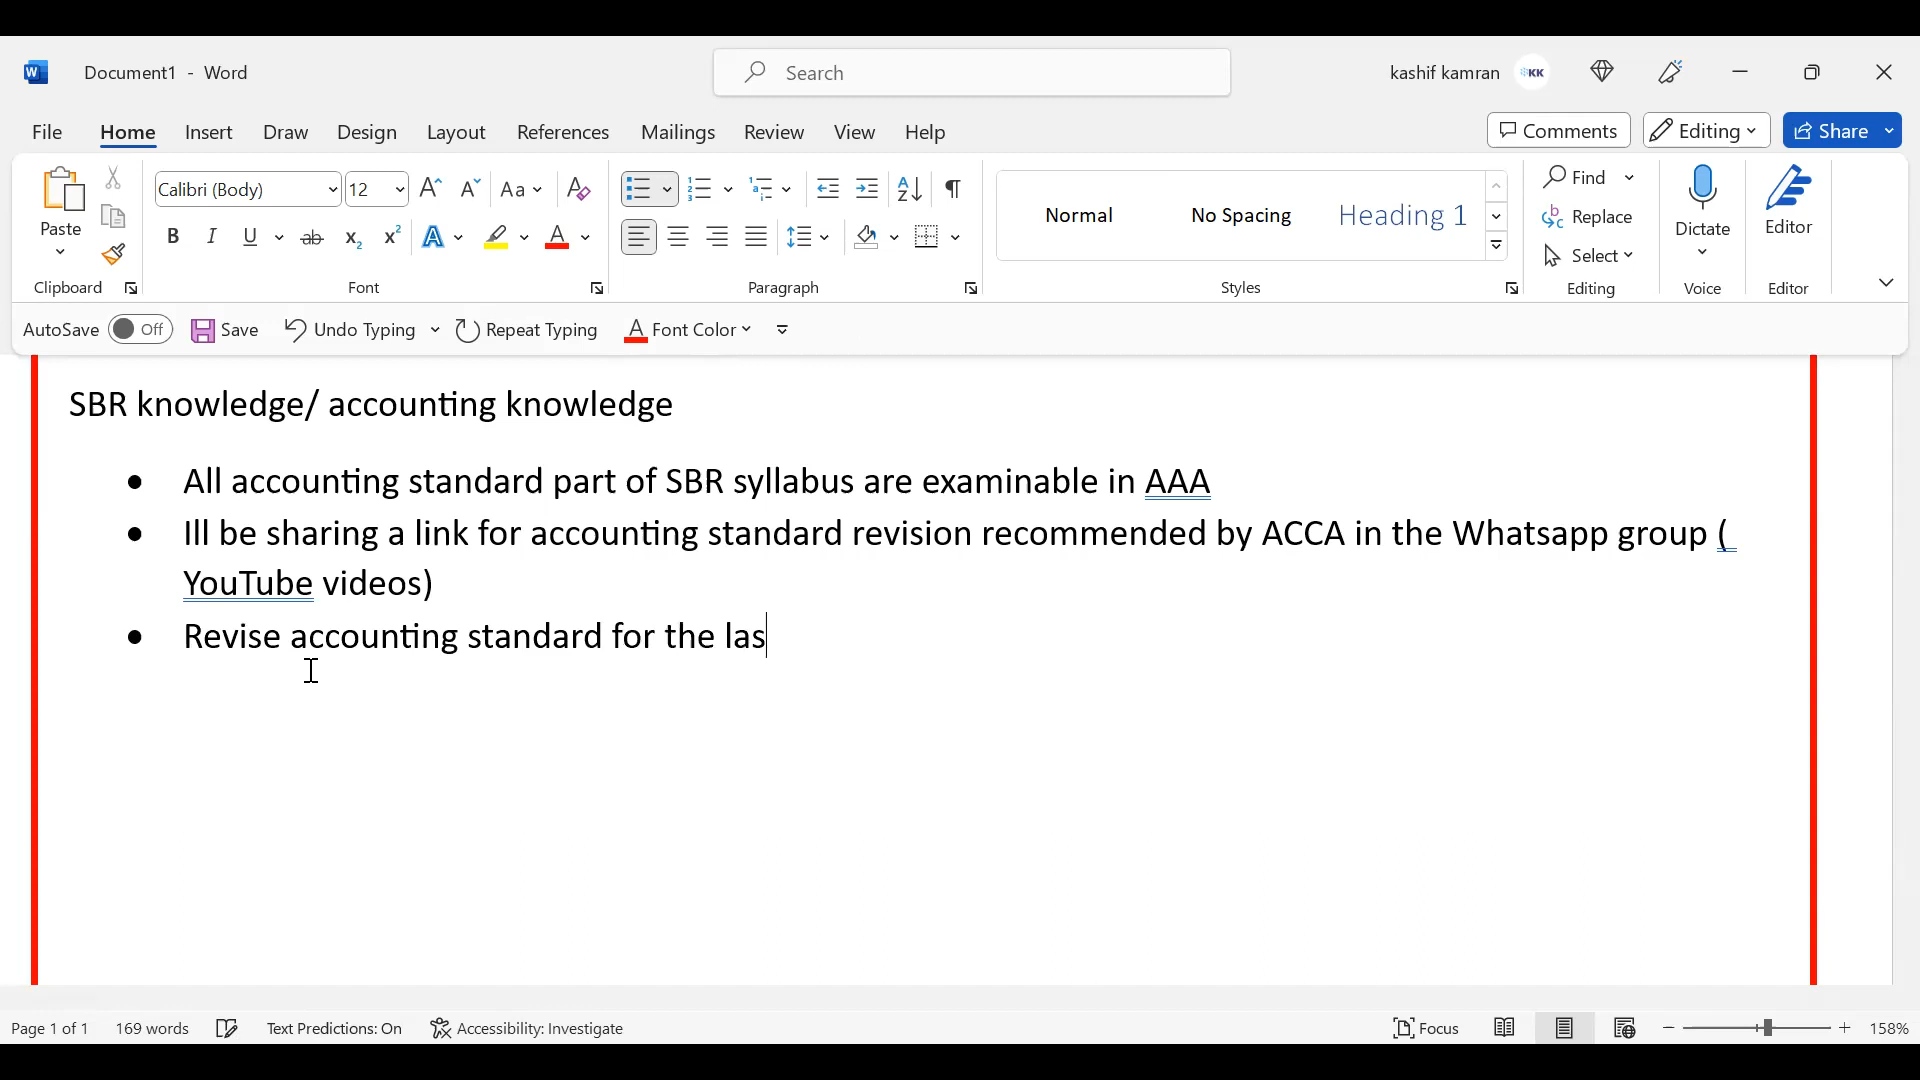 Document1 - Word
Search
kashif kamran
KK
File Home Insert Draw Design Layout References Mailings Review View Help
Comments Editing Share
Paste
Calibri (Body) 12
Aa
Normal No Spacing Heading 1
Find
Replace
Select
Dictate
Editor
Clipboard Font Paragraph Styles Editing Voice Editor
AutoSave Off Save Undo Typing Repeat Typing Font Color
SBR knowledge/ accounting knowledge
• All accounting standard part of SBR syllabus are examinable in AAA
• Ill be sharing a link for accounting standard revision recommended by ACCA in the Whatsapp group (
YouTube videos)
• Revise accounting standard for the las
Page 1 of 1 169 words Text Predictions: On Accessibility: Investigate Focus 158%